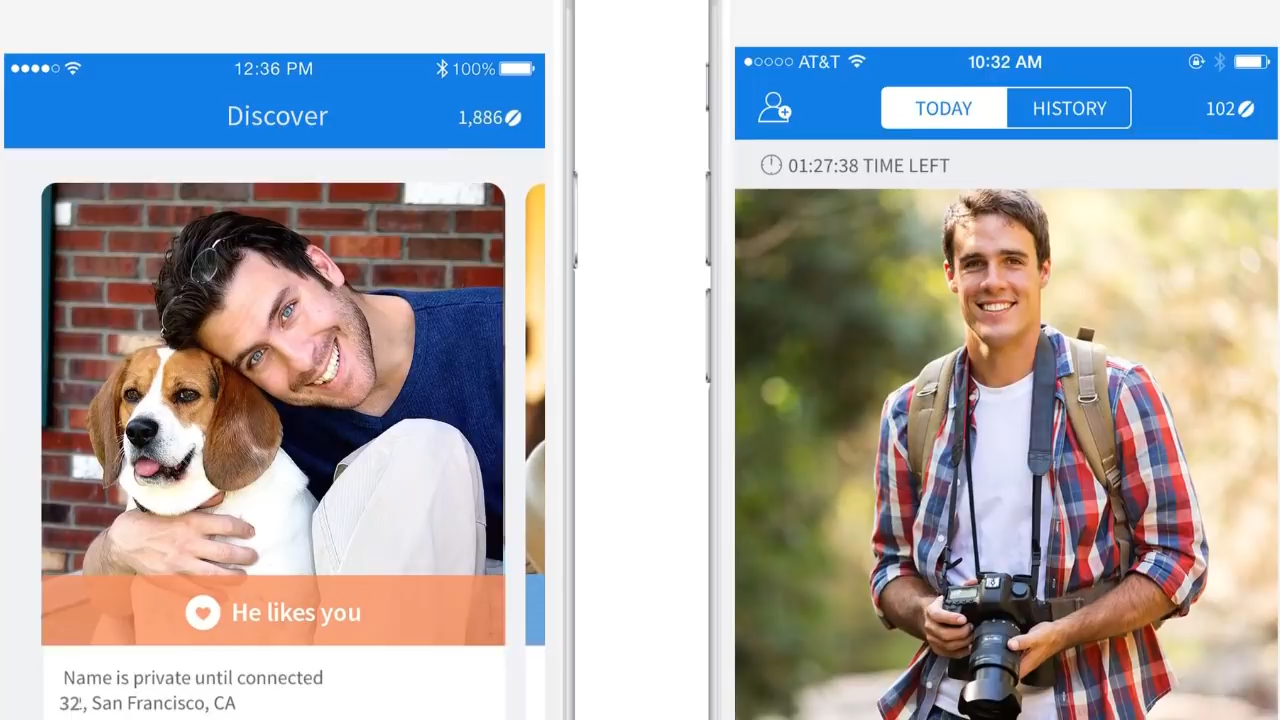 12:36 PM
100%
Discover
1,886
He likes you
Name is private until connected
32, San Francisco, CA
AT&T
10:32 AM
TODAY
HISTORY
102
01:27:38 TIME LEFT